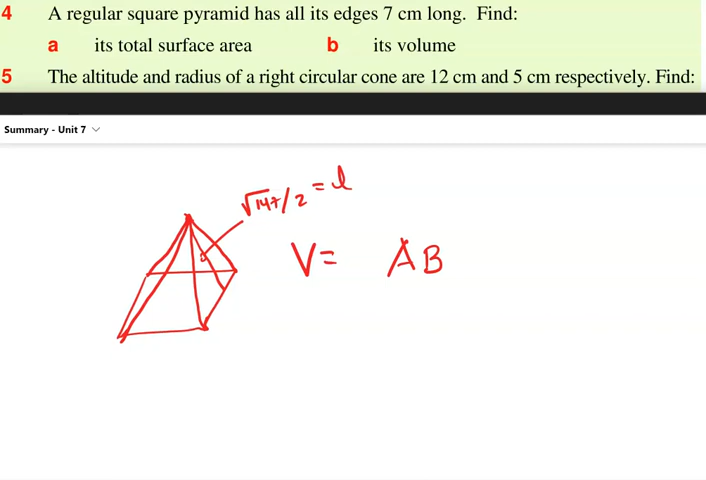 4 A regular square pyramid has all its edges 7 cm long. Find:
a its total surface area b its volume
5 The altitude and radius of a right circular cone are 12 cm and 5 cm respectively. Find:
Summary - Unit 7
√147/2 = l
V= AB